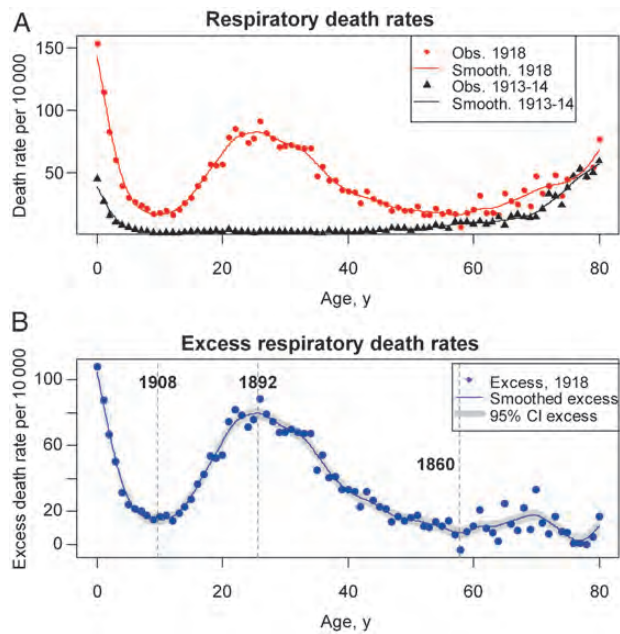 A
Respiratory death rates
Death rate per 10 000
150
100
50
Obs. 1918
Smooth. 1918
Obs. 1913-14
Smooth. 1913-14
0 20 40 60 80
Age, y
B
Excess respiratory death rates
Excess death rate per 10 000
100
60
20
0
1908
1892
1860
Excess, 1918
Smoothed excess
95% CI excess
0 20 40 60 80
Age, y